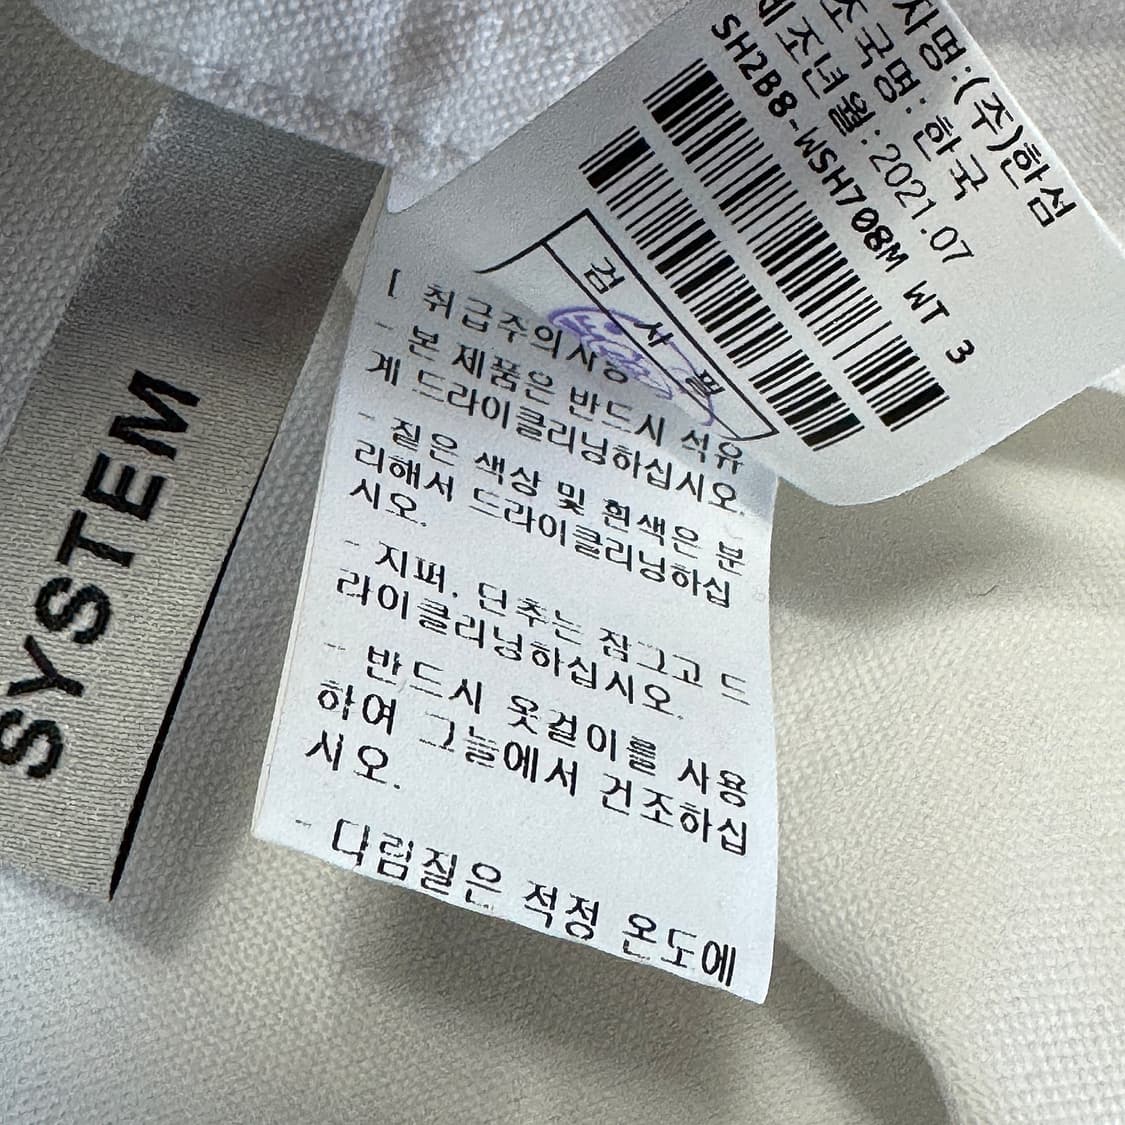 SYSTEM
자명:(주)한섬
조국명:한국
제조년월:2021.07
SH2B8-WSH708M WT 3
검 사 필
[ 취급주의사항
- 본 제품은 반드시 석유
계 드라이클리닝하십시오.
- 짙은 색상 및 흰색은 분
리해서 드라이클리닝하십
시오.
- 지퍼, 단추는 잠그고 드
라이클리닝하십시오.
- 반드시 옷걸이를 사용
하여 그늘에서 건조하십
시오.
- 다림질은 적정 온도에